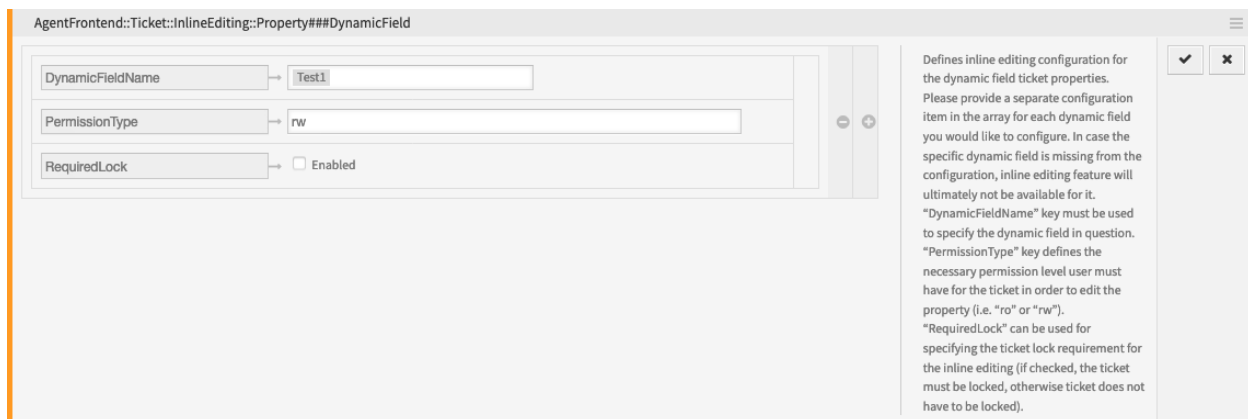 AgentFrontend::Ticket::InlineEditing::Property###DynamicField
DynamicFieldName
Test1
PermissionType
rw
RequiredLock
Enabled
Defines inline editing configuration for
the dynamic field ticket properties.
Please provide a separate configuration
item in the array for each dynamic field
you would like to configure. In case the
specific dynamic field is missing from the
configuration, inline editing feature will
ultimately not be available for it.
“DynamicFieldName” key must be used
to specify the dynamic field in question.
“PermissionType” key defines the
necessary permission level user must
have for the ticket in order to edit the
property (i.e. “ro” or “rw”).
“RequiredLock” can be used for
specifying the ticket lock requirement for
the inline editing (if checked, the ticket
must be locked, otherwise ticket does not
have to be locked).